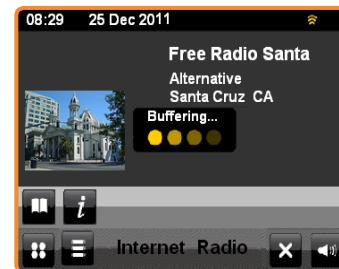 08:29 25 Dec 2011
Free Radio Santa
Alternative
Santa Cruz CA
Buffering...
i
Internet Radio
X